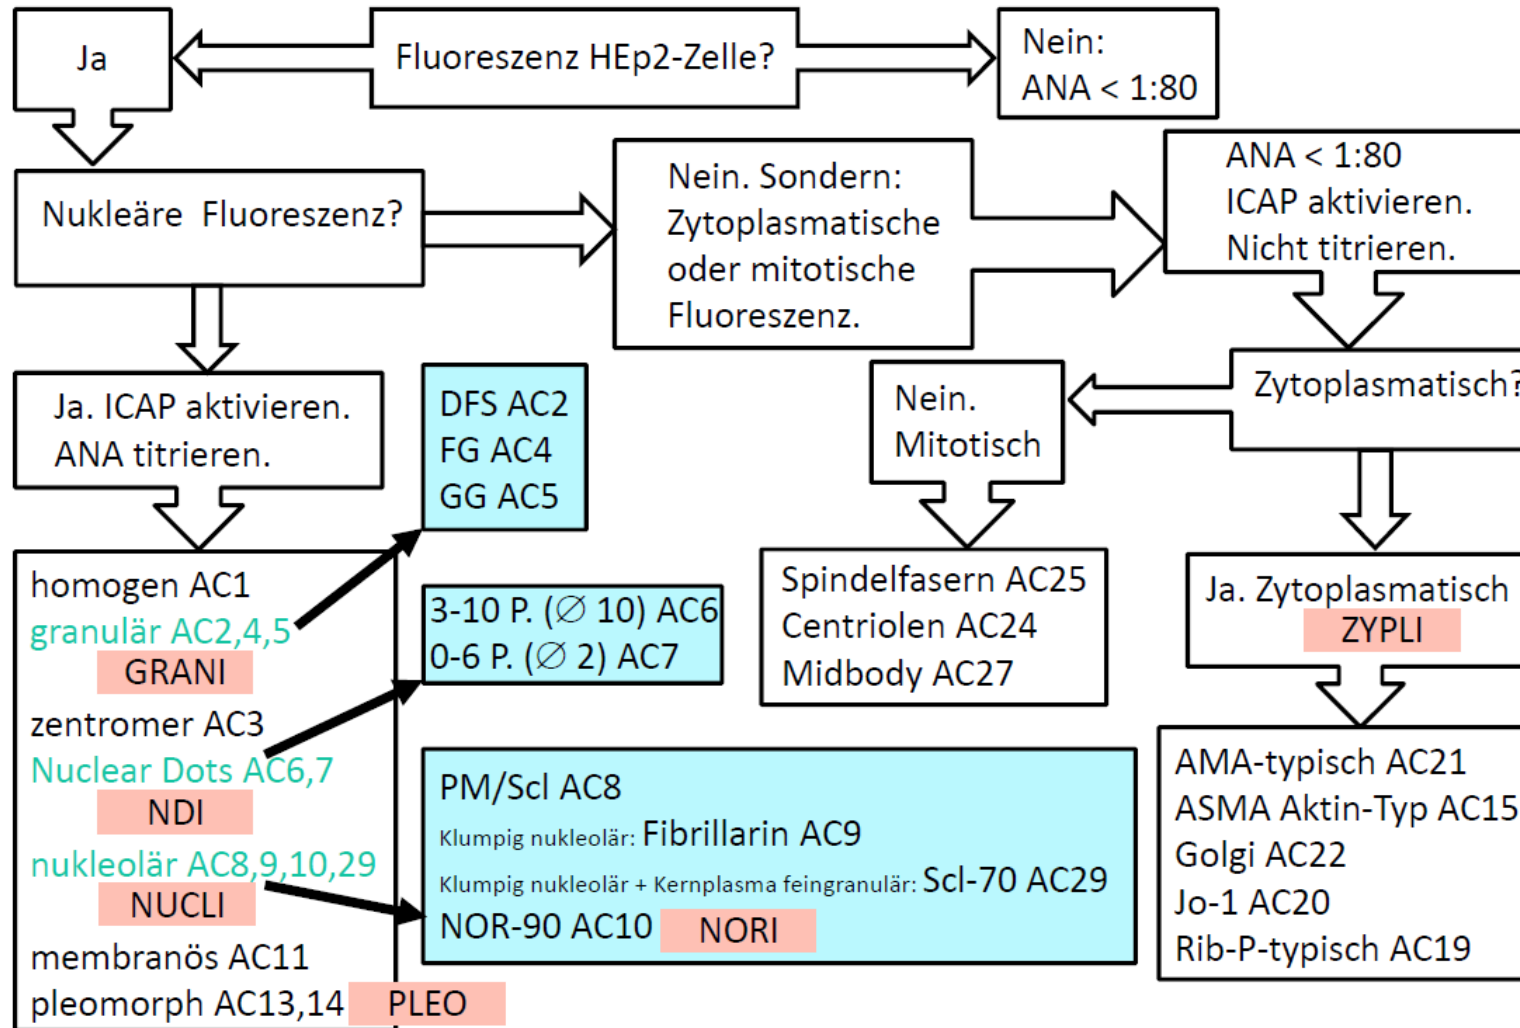 Ja
Fluoreszenz HEp2-Zelle?
Nein:
ANA < 1:80
Nukleäre Fluoreszenz?
Nein. Sondern:
Zytoplasmatische
oder mitotische
Fluoreszenz.
ANA < 1:80
ICAP aktivieren.
Nicht titrieren.
Ja. ICAP aktivieren.
ANA titrieren.
DFS AC2
FG AC4
GG AC5
Nein.
Mitotisch
Zytoplasmatisch?
homogen AC1
granulär AC2,4,5
GRANI
zentromer AC3
Nuclear Dots AC6,7
NDI
nukleolär AC8,9,10,29
NUCLI
membranös AC11
pleomorph AC13,14 PLEO
3-10 P. (∅ 10) AC6
0-6 P. (∅ 2) AC7
PM/Scl AC8
Klumpig nukleolär: Fibrillarin AC9
Klumpig nukleolär + Kernplasma feingranulär: Scl-70 AC29
NOR-90 AC10 NORI
Spindelfasern AC25
Centriolen AC24
Midbody AC27
Ja. Zytoplasmatisch
ZYPLI
AMA-typisch AC21
ASMA Aktin-Typ AC15
Golgi AC22
Jo-1 AC20
Rib-P-typisch AC19